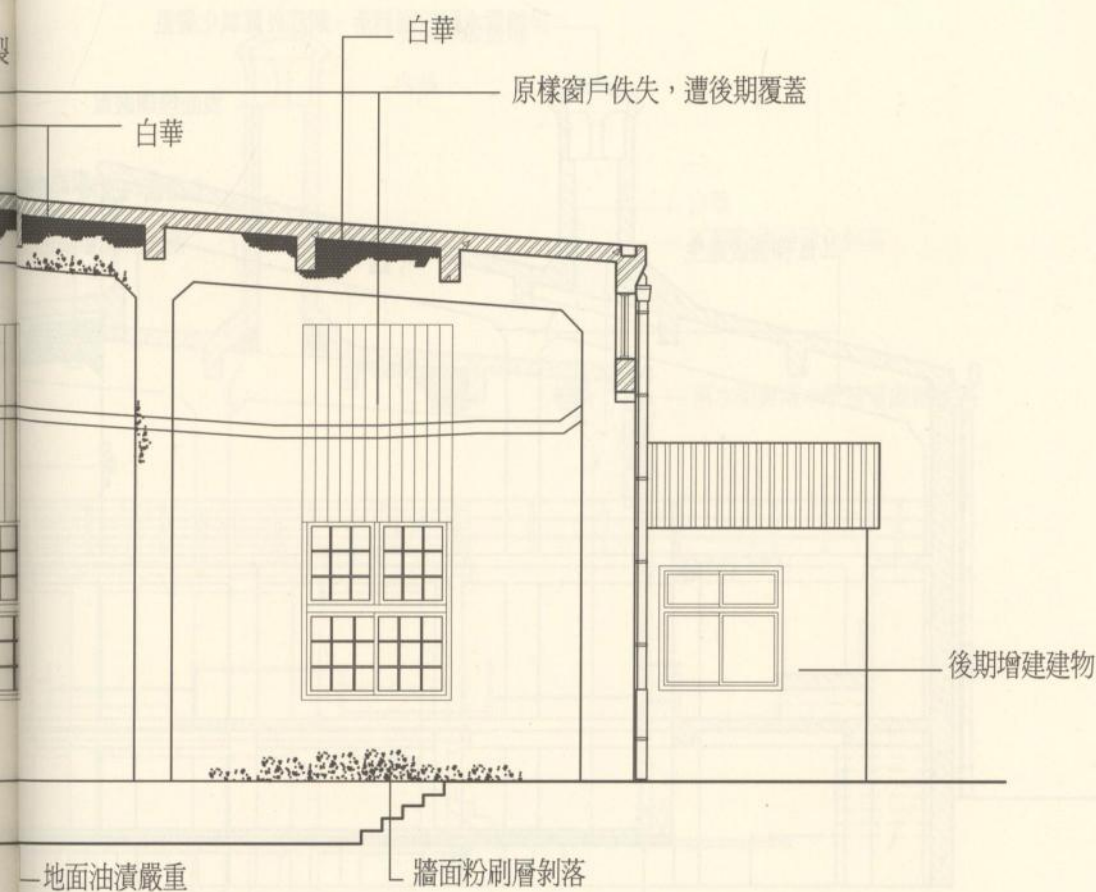 白華
原樣窗戶佚失，遭後期覆蓋
白華
後期增建建物
地面油漬嚴重
牆面粉刷層剝落